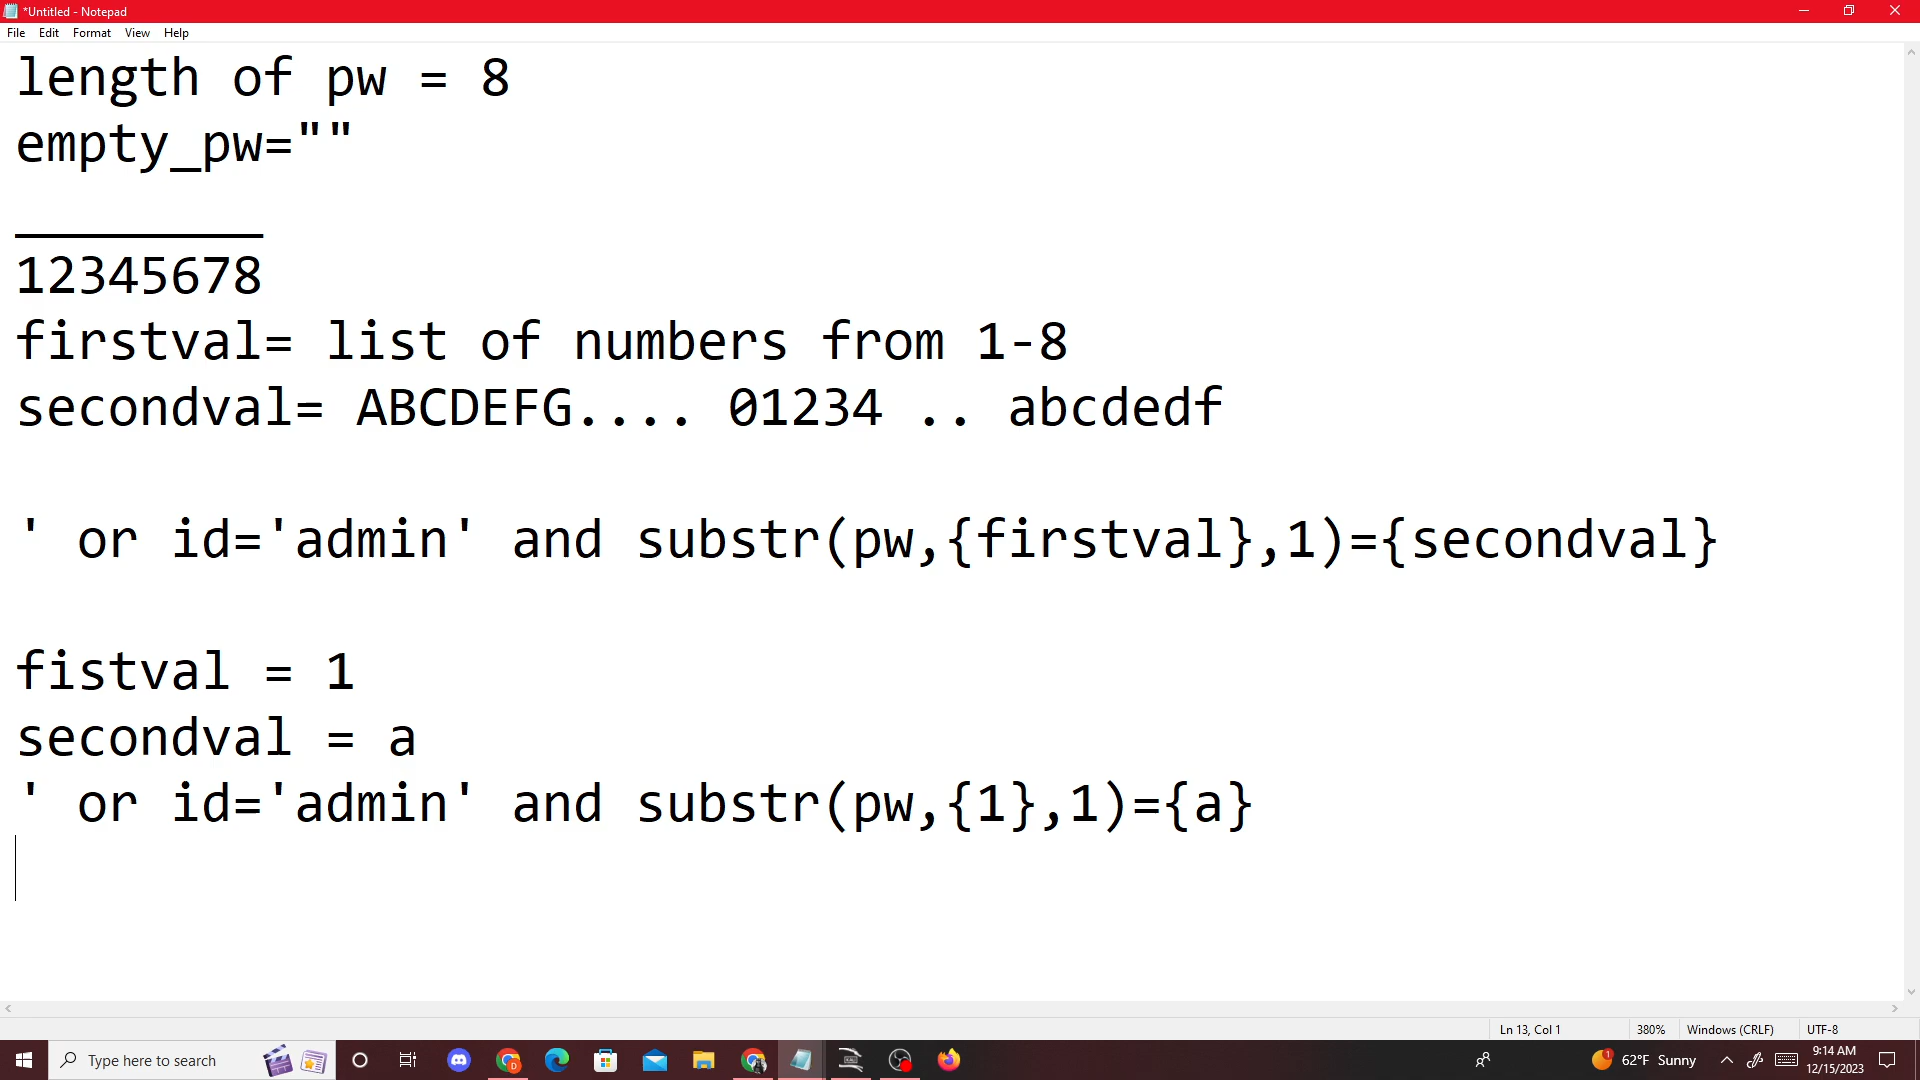 *Untitled - Notepad
File Edit Format View Help
length of pw = 8
empty_pw=""
________
12345678
firstval= list of numbers from 1-8
secondval= ABCDEFG.... 01234 .. abcdedf
' or id='admin' and substr(pw,{firstval},1)={secondval}
fistval = 1
secondval = a
' or id='admin' and substr(pw,{1},1)={a}
Ln 13, Col 1 380% Windows (CRLF) UTF-8
Type here to search 1 62°F Sunny 9:14 AM
12/15/2023